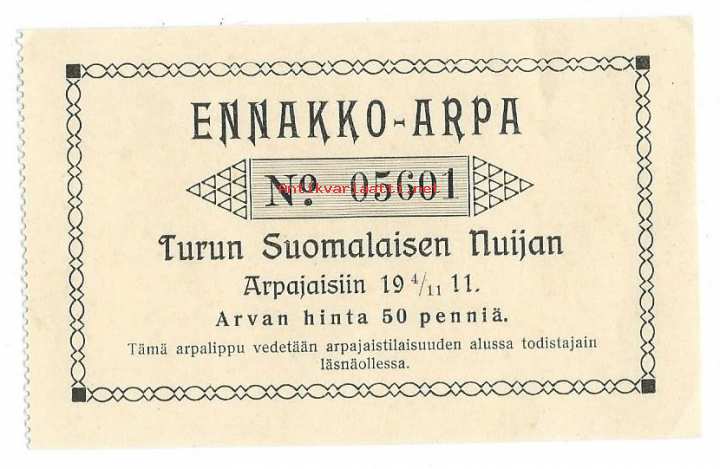 ENNAKKO-ARPA
No. 05601
antikvariaatti.net
Turun Suomalaisen Nuijan
Arpajaisiin 19 4/11 11.
Arvan hinta 50 penniä.
Tämä arpalippu vedetään arpajaistilaisuuden alussa todistajain
läsnäollessa.